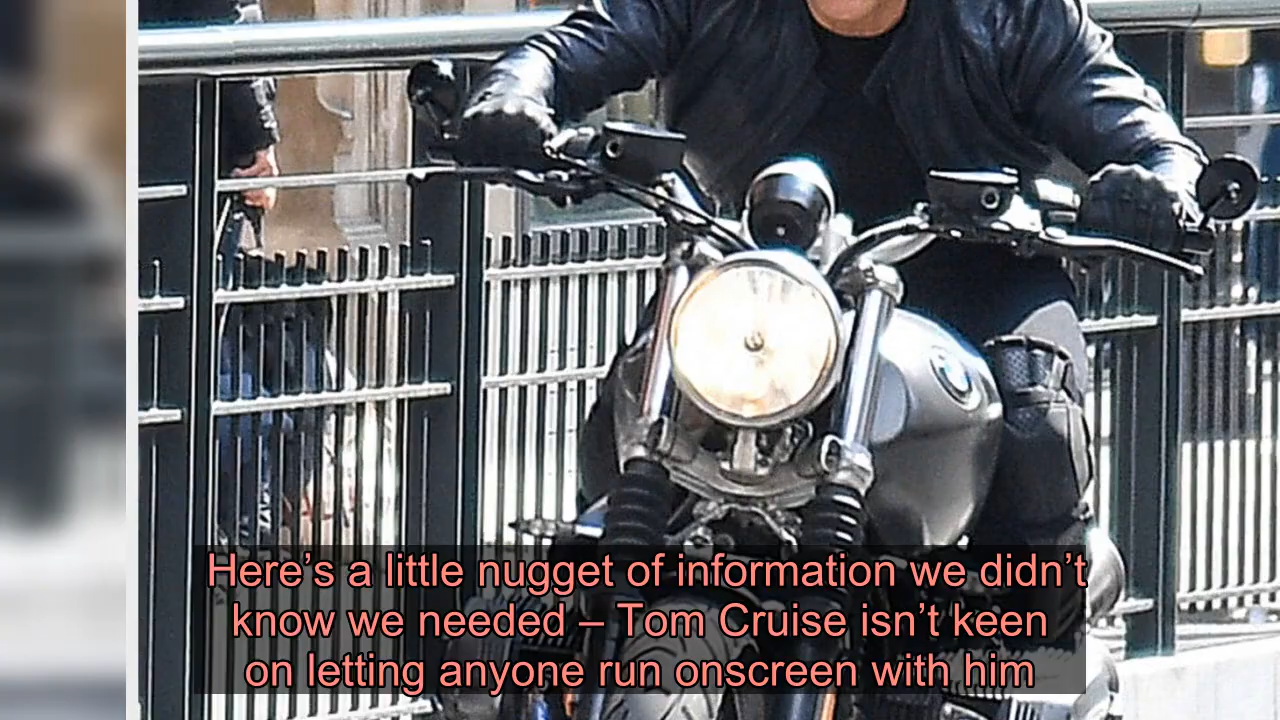 Here’s a little nugget of information we didn’t
know we needed – Tom Cruise isn’t keen
on letting anyone run onscreen with him